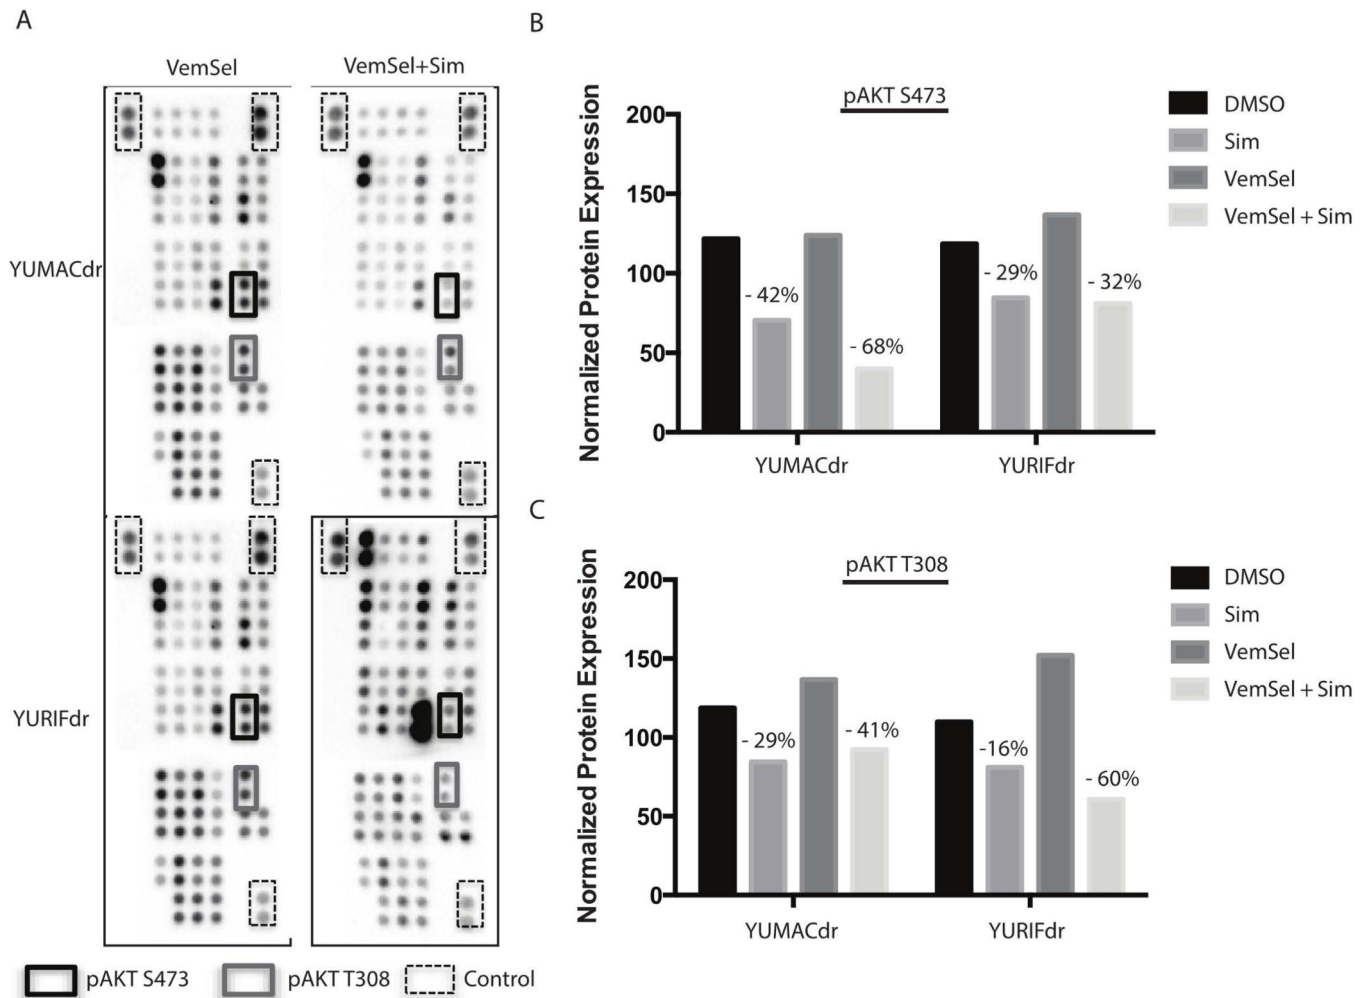 A
VemSel
VemSel+Sim
YUMACdr
YURIFdr
pAKT S473
pAKT T308
Control
B
pAKT S473
Normalized Protein Expression
200
150
100
50
0
- 42%
- 68%
- 29%
- 32%
YUMACdr
YURIFdr
DMSO
Sim
VemSel
VemSel + Sim
C
pAKT T308
Normalized Protein Expression
200
150
100
50
0
- 29%
- 41%
-16%
- 60%
YUMACdr
YURIFdr
DMSO
Sim
VemSel
VemSel + Sim